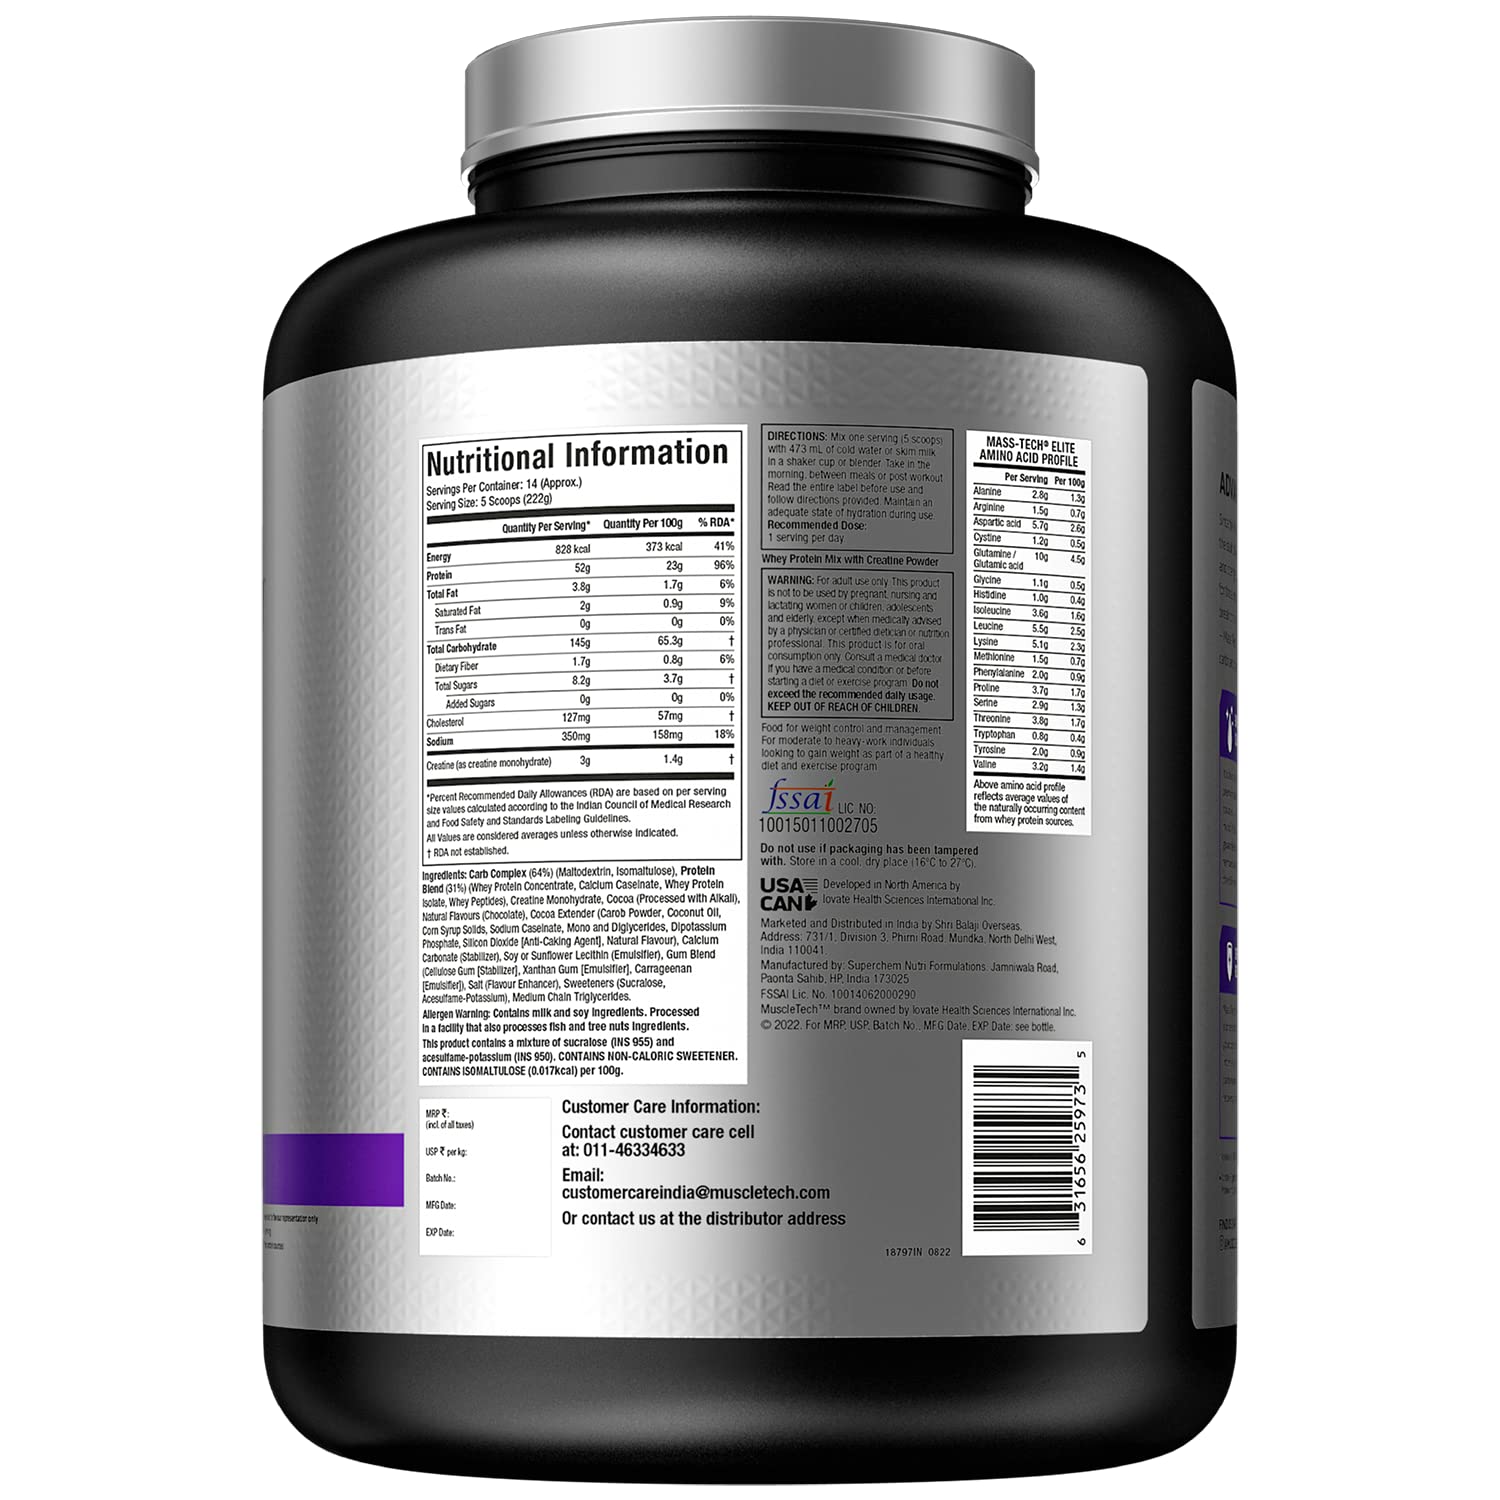 Nutritional Information
Servings Per Container: 14 (Approx.)
Serving Size: 5 Scoops (222g)
Quantity Per Serving* Quantity Per 100g % RDA*
Energy 828 kcal 373 kcal 41%
Protein 52g 23g 96%
Total Fat 3.8g 1.7g 6%
Saturated Fat 2g 0.9g 9%
Trans Fat 0g 0g 0%
Total Carbohydrate 145g 65.3g †
Dietary Fiber 1.7g 0.8g 6%
Total Sugars 8.2g 3.7g †
Added Sugars 0g 0g 0%
Cholesterol 127mg 57mg †
Sodium 350mg 158mg 18%
Creatine (as creatine monohydrate) 3g 1.4g †
*Percent Recommended Daily Allowances (RDA) are based on per serving
size values calculated according to the Indian Council of Medical Research
and Food Safety and Standards Labeling Guidelines.
All Values are considered averages unless otherwise indicated.
† RDA not established.
Ingredients: Carb Complex (64%) (Maltodextrin, Isomaltulose), Protein
Blend (31%) (Whey Protein Concentrate, Calcium Caseinate, Whey Protein
Isolate, Whey Peptides), Creatine Monohydrate, Cocoa (Processed with Alkali),
Natural Flavours (Chocolate), Cocoa Extender (Carob Powder, Coconut Oil,
Corn Syrup Solids, Sodium Caseinate, Mono and Diglycerides, Dipotassium
Phosphate, Silicon Dioxide [Anti-Caking Agent], Natural Flavour), Calcium
Carbonate (Stabilizer), Soy or Sunflower Lecithin (Emulsifier), Gum Blend
(Cellulose Gum [Stabilizer], Xanthan Gum [Emulsifier], Carrageenan
[Emulsifier]), Salt (Flavour Enhancer), Sweeteners (Sucralose,
Acesulfame-Potassium), Medium Chain Triglycerides.
Allergen Warning: Contains milk and soy ingredients. Processed
in a facility that also processes fish and tree nuts ingredients.
This product contains a mixture of sucralose (INS 955) and
acesulfame-potassium (INS 950). CONTAINS NON-CALORIC SWEETENER.
CONTAINS ISOMALTULOSE (0.017kcal) per 100g.
MRP ₹:
(incl. of all taxes)
USP ₹ per kg:
Batch No.:
MFG Date:
EXP Date:
Customer Care Information:
Contact customer care cell
at: 011-46334633
Email:
customercareindia@muscletech.com
Or contact us at the distributor address
DIRECTIONS: Mix one serving (5 scoops)
with 473 mL of cold water or skim milk
in a shaker cup or blender. Take in the
morning, between meals or post workout.
Read the entire label before use and
follow directions provided. Maintain an
adequate state of hydration during use.
Recommended Dose:
1 serving per day
Whey Protein Mix with Creatine Powder
WARNING: For adult use only. This product
is not to be used by pregnant, nursing and
lactating women or children, adolescents
and elderly, except when medically advised
by a physician or certified dietician or nutrition
professional. This product is for oral
consumption only. Consult a medical doctor
if you have a medical condition or before
starting a diet or exercise program. Do not
exceed the recommended daily usage.
KEEP OUT OF REACH OF CHILDREN.
Food for weight control and management
For moderate to heavy-work individuals
looking to gain weight as part of a healthy
diet and exercise program
fssai LIC NO:
10015011002705
Do not use if packaging has been tampered
with. Store in a cool, dry place (16°C to 27°C).
USA
CAN
Developed in North America by
Iovate Health Sciences International Inc.
Marketed and Distributed in India by Shri Balaji Overseas.
Address: 731/1, Division 3, Phirni Road, Mundka, North Delhi West,
India 110041.
Manufactured by: Superchem Nutri Formulations. Jamniwala Road,
Paonta Sahib, HP, India 173025
FSSAI Lic. No. 10014062000290
MuscleTech™ brand owned by Iovate Health Sciences International Inc.
© 2022. For MRP, USP, Batch No., MFG Date, EXP Date: see bottle.
MASS-TECH® ELITE
AMINO ACID PROFILE
Per Serving Per 100g
Alanine 2.8g 1.3g
Arginine 1.5g 0.7g
Aspartic acid 5.7g 2.6g
Cystine 1.2g 0.5g
Glutamine / 10g 4.5g
Glutamic acid
Glycine 1.1g 0.5g
Histidine 1.0g 0.4g
Isoleucine 3.6g 1.6g
Leucine 5.5g 2.5g
Lysine 5.1g 2.3g
Methionine 1.5g 0.7g
Phenylalanine 2.0g 0.9g
Proline 3.7g 1.7g
Serine 2.9g 1.3g
Threonine 3.8g 1.7g
Tryptophan 0.8g 0.4g
Tyrosine 2.0g 0.9g
Valine 3.2g 1.4g
Above amino acid profile
reflects average values of
the naturally occurring content
from whey protein sources.
6 31656 25973 5
18797IN 0822